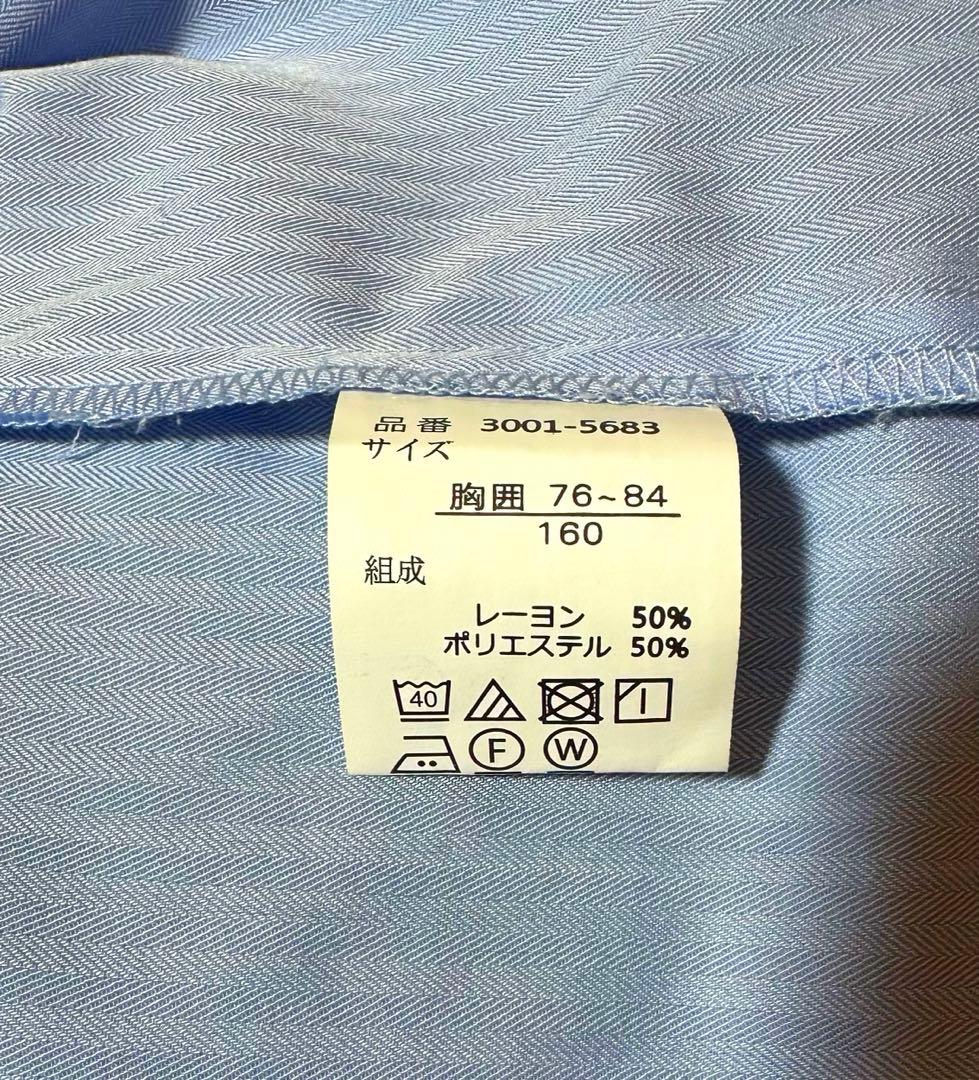 品番 3001-5683
サイズ
胸囲 76~84
160
組成
レーヨン 50%
ポリエステル 50%
40
F W